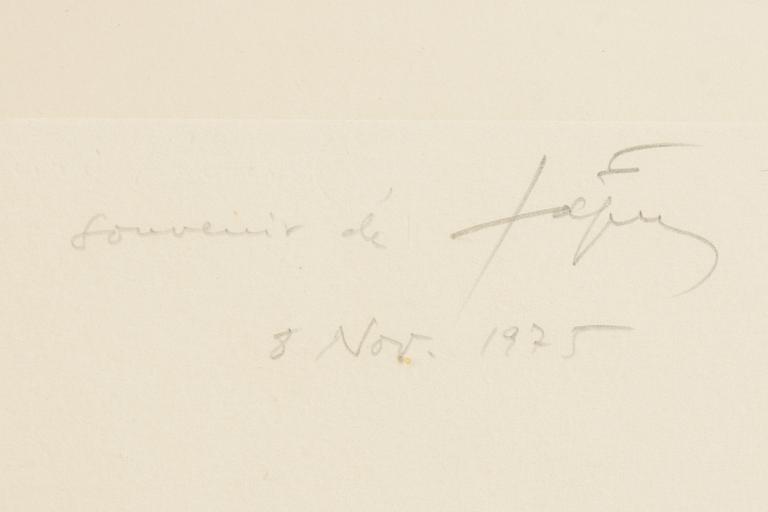 souvenir de
8 Nov. 1975